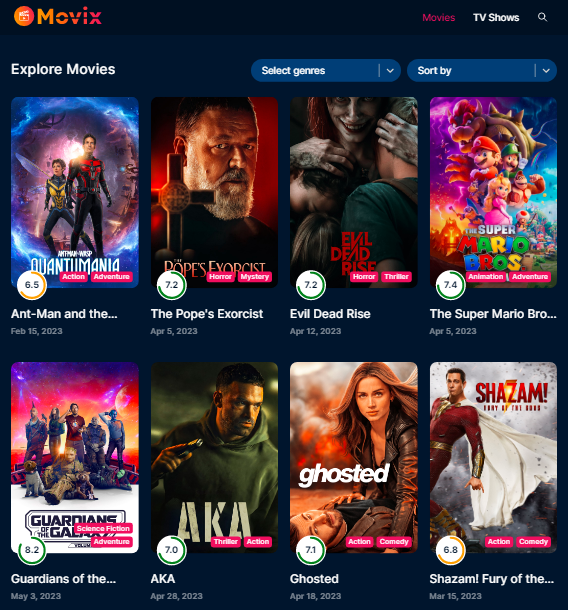 Movix
Movies
TV Shows
Explore Movies
Select genres
Sort by
ANT-MAN AND THE WASP
QUANTUMANIA
6.5
Action
Adventure
Ant-Man and the...
Feb 15, 2023
THE
POPE'S EXORCIST
7.2
Horror
Mystery
The Pope's Exorcist
Apr 5, 2023
EVIL
DEAD
RISE
7.2
Horror
Thriller
Evil Dead Rise
Apr 12, 2023
THE SUPER
MARIO
BROS.
7.4
Animation
Adventure
The Super Mario Bro...
Apr 5, 2023
GUARDIANS
OF THE
GALAXY
VOLUME
8.2
Science Fiction
Adventure
Guardians of the...
May 3, 2023
AKA
7.0
Thriller
Action
AKA
Apr 28, 2023
ghosted
7.1
Action
Comedy
Ghosted
Apr 18, 2023
SHAZAM!
FURY OF THE GODS
6.8
Action
Comedy
Shazam! Fury of the...
Mar 15, 2023